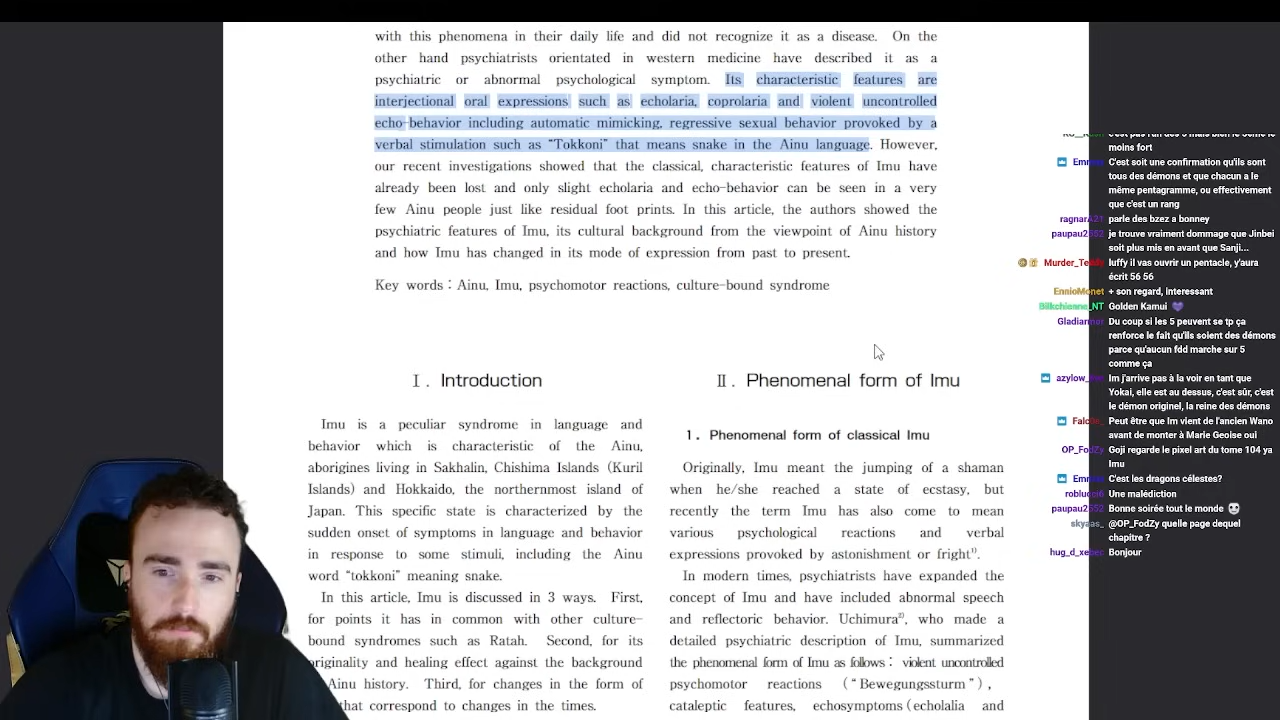 with this phenomena in their daily life and did not recognize it as a disease. On the
other hand psychiatrists orientated in western medicine have described it as a
psychiatric or abnormal psychological symptom. Its characteristic features are
interjectional oral expressions such as echolaria, coprolaria and violent uncontrolled
echo-behavior including automatic mimicking, regressive sexual behavior provoked by a
verbal stimulation such as “Tokkoni” that means snake in the Ainu language. However,
our recent investigations showed that the classical, characteristic features of Imu have
already been lost and only slight echolaria and echo-behavior can be seen in a very
few Ainu people just like residual foot prints. In this article, the authors showed the
psychiatric features of Imu, its cultural background from the viewpoint of Ainu history
and how Imu has changed in its mode of expression from past to present.
Key words：Ainu, Imu, psychomotor reactions, culture-bound syndrome
Ⅰ. Introduction
Imu is a peculiar syndrome in language and
behavior which is characteristic of the Ainu,
aborigines living in Sakhalin, Chishima Islands (Kuril
Islands) and Hokkaido, the northernmost island of
Japan. This specific state is characterized by the
sudden onset of symptoms in language and behavior
in response to some stimuli, including the Ainu
word “tokkoni” meaning snake.
In this article, Imu is discussed in 3 ways. First,
for points it has in common with other culture-
bound syndromes such as Ratah. Second, for its
originality and healing effect against the background
Ainu history. Third, for changes in the form of
that correspond to changes in the times.
Ⅱ. Phenomenal form of Imu
1. Phenomenal form of classical Imu
Originally, Imu meant the jumping of a shaman
when he/she reached a state of ecstasy, but
recently the term Imu has also come to mean
various psychological reactions and verbal
expressions provoked by astonishment or fright¹⁾.
In modern times, psychiatrists have expanded the
concept of Imu and have included abnormal speech
and reflectoric behavior. Uchimura²⁾, who made a
detailed psychiatric description of Imu, summarized
the phenomenal form of Imu as follows：violent uncontrolled
psychomotor reactions (“Bewegungssturm”),
cataleptic features, echosymptoms (echolalia and
moins fort
C'est soit une confirmation qu'ils sont
tous des démons et que chacun a le
même pentagramme, ou effectivement
que c'est un rang
parle des bzez a bonney
paupau2552 je trouve vraiment dommage que Jinbei
soit plus mis en avant que Sanji...
luffy il vas ouvrir un pentacle, y'aura
écrit 56 56
EnnioMonet + son regard, interessant
Golden Kamui
Du coup si les 5 peuvent se tp ça
renforce le fait qu'ils soient des démons
parce qu'aucun fdd marche sur 5
comme ça
Im j'arrive pas à la voir en tant que
Yokai, elle est au dessus, c'est sûr, c'est
le démon originel, la reine des démons
Peut être que Im vient de l'ancien Wano
avant de monter à Marie Geoise oui
OP_FodZy Goji regarde le pixel art du tome 104 ya
Imu
C'est les dragons célestes?
Une malédiction
paupau2552 Bonne soirée tout le monde
@OP_FodZy quelle page dequel
chapitre ?
Bonjour